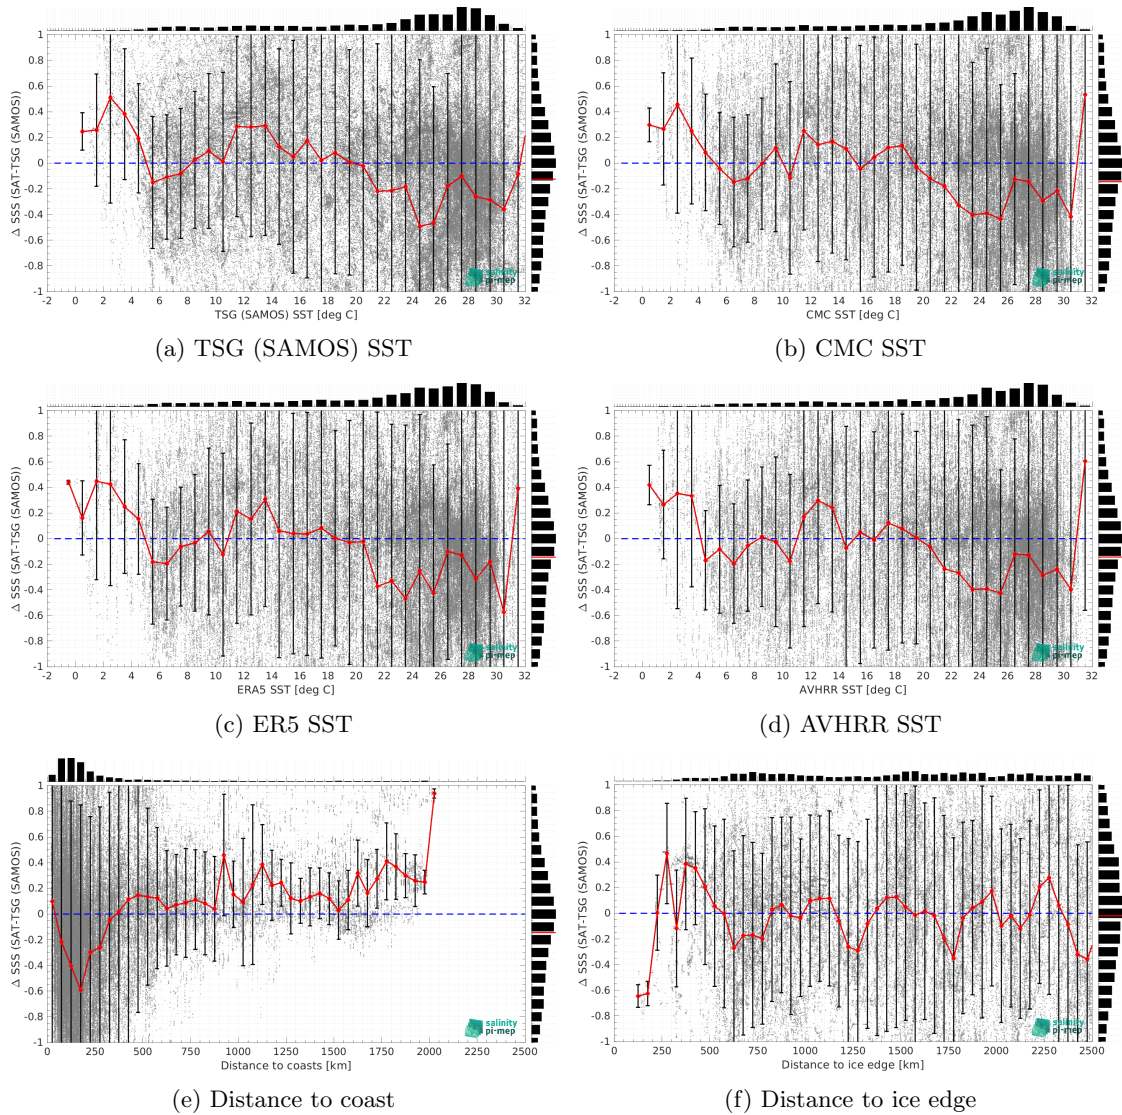 1
0.8
0.6
0.4
0.2
0
-0.2
-0.4
-0.6
-0.8
-1
Δ SSS (SAT-TSG (SAMOS))
salinity
pi-mep
-2 0 2 4 6 8 10 12 14 16 18 20 22 24 26 28 30 32
TSG (SAMOS) SST [deg C]
(a) TSG (SAMOS) SST
1
0.8
0.6
0.4
0.2
0
-0.2
-0.4
-0.6
-0.8
-1
Δ SSS (SAT-TSG (SAMOS))
salinity
pi-mep
-2 0 2 4 6 8 10 12 14 16 18 20 22 24 26 28 30 32
CMC SST [deg C]
(b) CMC SST
1
0.8
0.6
0.4
0.2
0
-0.2
-0.4
-0.6
-0.8
-1
Δ SSS (SAT-TSG (SAMOS))
salinity
pi-mep
-2 0 2 4 6 8 10 12 14 16 18 20 22 24 26 28 30 32
ERA5 SST [deg C]
(c) ER5 SST
1
0.8
0.6
0.4
0.2
0
-0.2
-0.4
-0.6
-0.8
-1
Δ SSS (SAT-TSG (SAMOS))
salinity
pi-mep
-2 0 2 4 6 8 10 12 14 16 18 20 22 24 26 28 30 32
AVHRR SST [deg C]
(d) AVHRR SST
1
0.8
0.6
0.4
0.2
0
-0.2
-0.4
-0.6
-0.8
-1
Δ SSS (SAT-TSG (SAMOS))
salinity
pi-mep
0 250 500 750 1000 1250 1500 1750 2000 2250 2500
Distance to coasts [km]
(e) Distance to coast
1
0.8
0.6
0.4
0.2
0
-0.2
-0.4
-0.6
-0.8
-1
Δ SSS (SAT-TSG (SAMOS))
salinity
pi-mep
0 250 500 750 1000 1250 1500 1750 2000 2250 2500
Distance to ice edge [km]
(f) Distance to ice edge